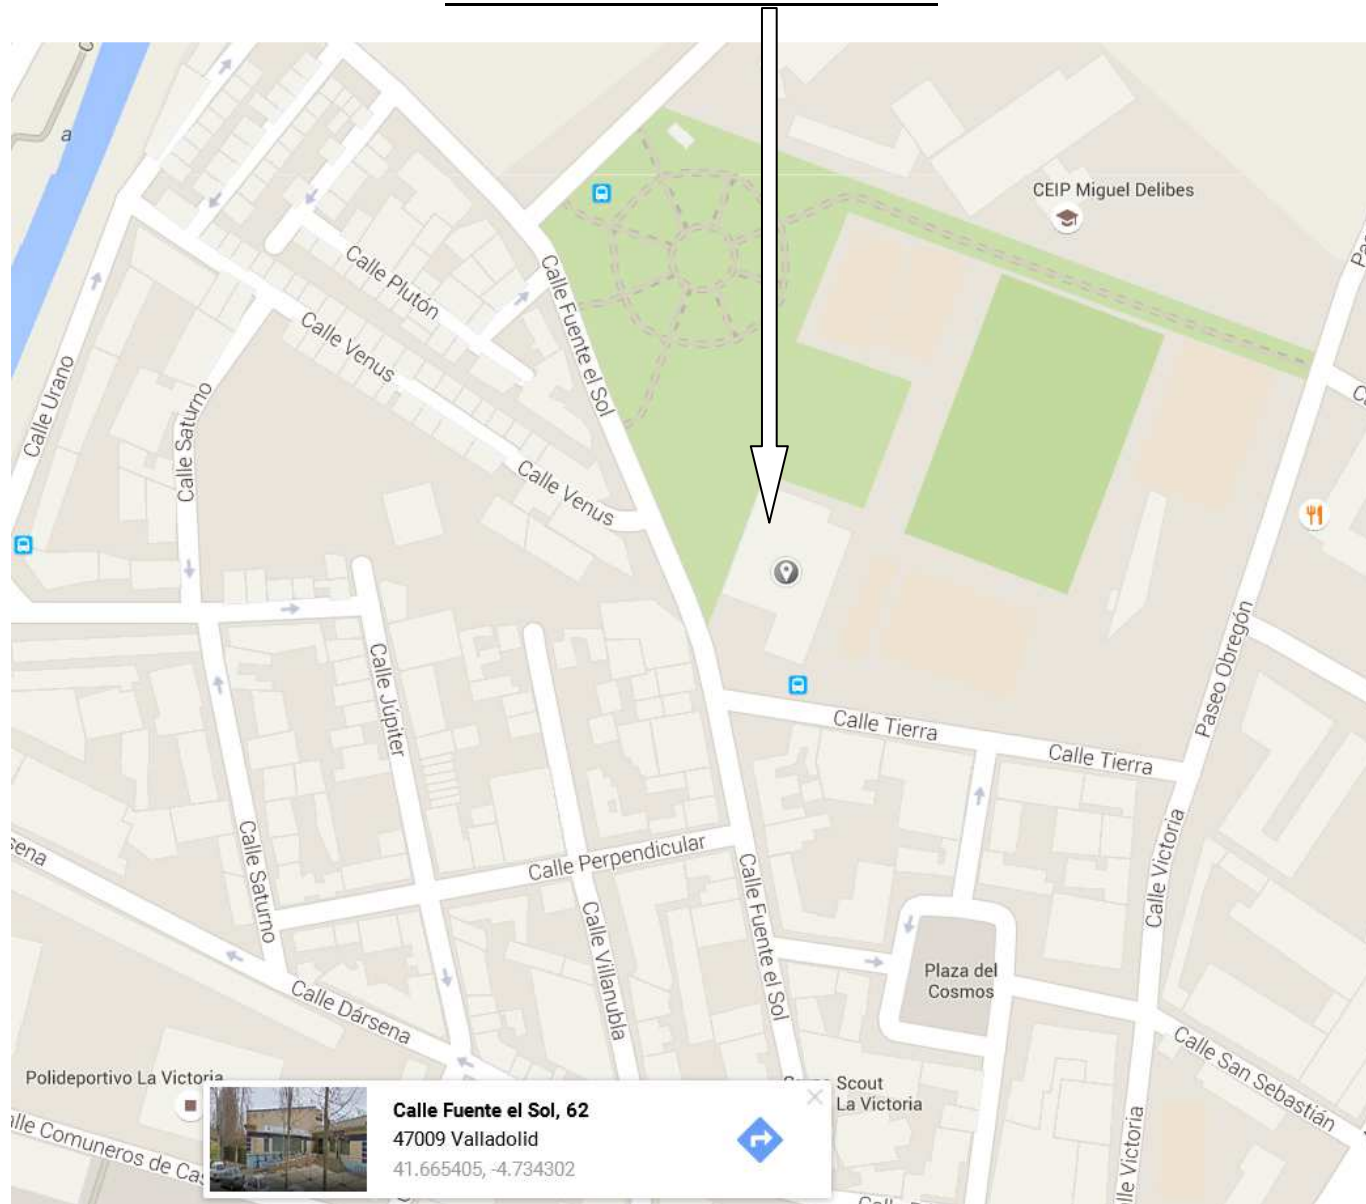 a
CEIP Miguel Delibes
Calle Plutón
Calle Venus
Calle Fuente el Sol
Calle Urano
Calle Saturno
Calle Venus
Calle Júpiter
Paseo Obregón
Calle Tierra
Calle Tierra
Calle Perpendicular
Calle Victoria
Calle Saturno
Calle Fuente el Sol
Calle Villanubla
Plaza del
Cosmos
Calle Dársena
Calle San Sebastián
Polideportivo La Victoria
Scout
La Victoria
Calle Fuente el Sol, 62
47009 Valladolid
41.665405, -4.734302